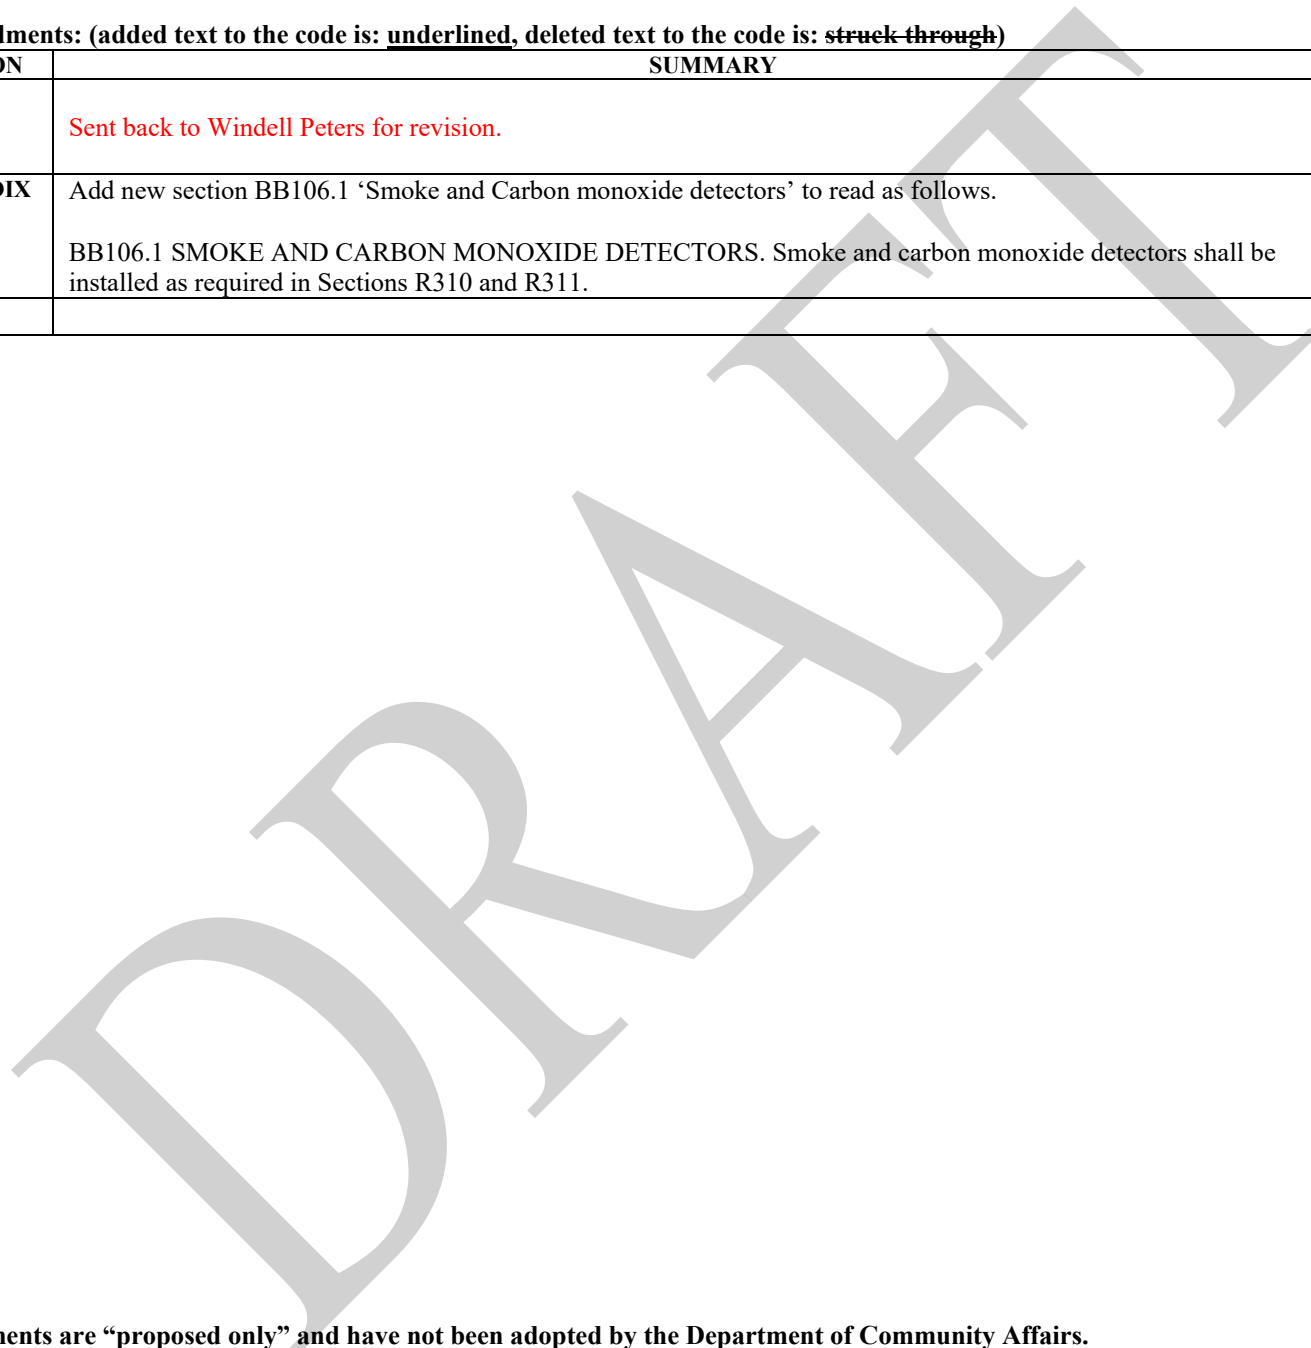 lments: (added text to the code is: underlined, deleted text to the code is: struck through)
ON SUMMARY
Sent back to Windell Peters for revision.
DIX Add new section BB106.1 ‘Smoke and Carbon monoxide detectors’ to read as follows.
BB106.1 SMOKE AND CARBON MONOXIDE DETECTORS. Smoke and carbon monoxide detectors shall be
installed as required in Sections R310 and R311.
DRAFT
ments are “proposed only” and have not been adopted by the Department of Community Affairs.